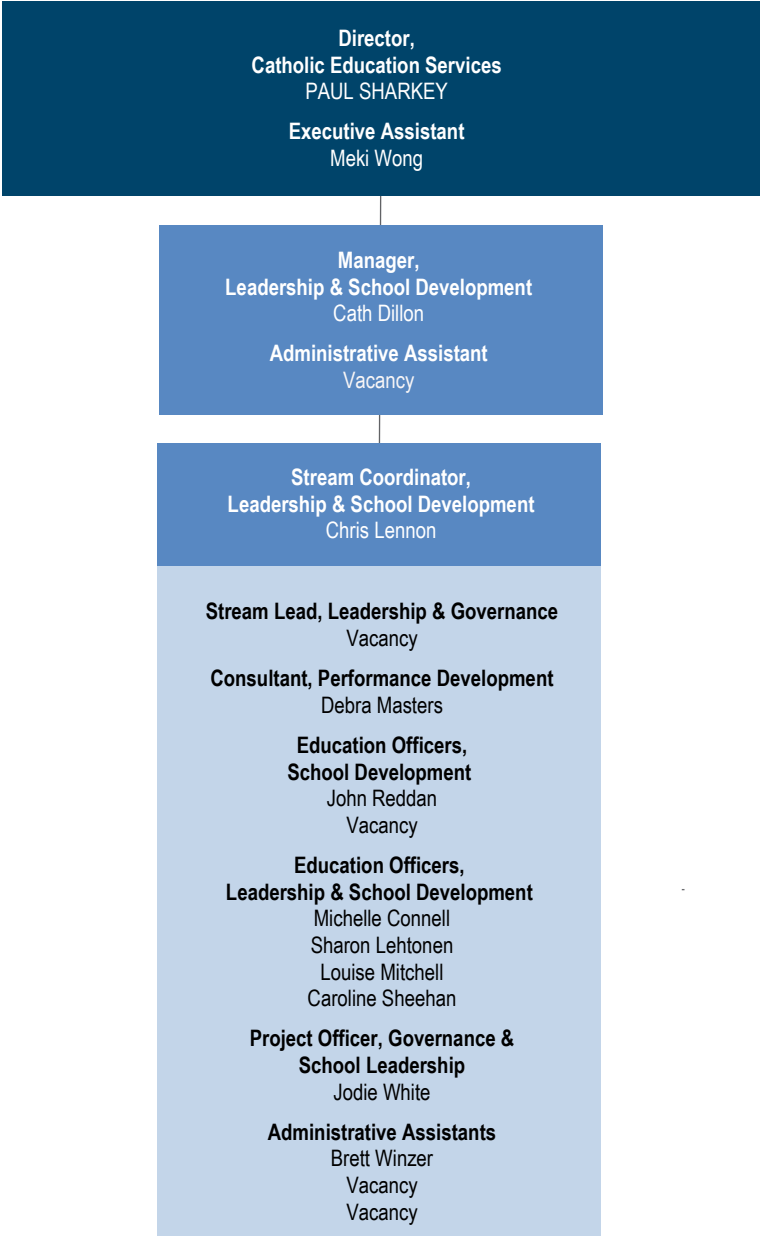 Director,
Catholic Education Services
PAUL SHARKEY
Executive Assistant
Meki Wong
Manager,
Leadership & School Development
Cath Dillon
Administrative Assistant
Vacancy
Stream Coordinator,
Leadership & School Development
Chris Lennon
Stream Lead, Leadership & Governance
Vacancy
Consultant, Performance Development
Debra Masters
Education Officers,
School Development
John Reddan
Vacancy
Education Officers,
Leadership & School Development
Michelle Connell
Sharon Lehtonen
Louise Mitchell
Caroline Sheehan
Project Officer, Governance &
School Leadership
Jodie White
Administrative Assistants
Brett Winzer
Vacancy
Vacancy